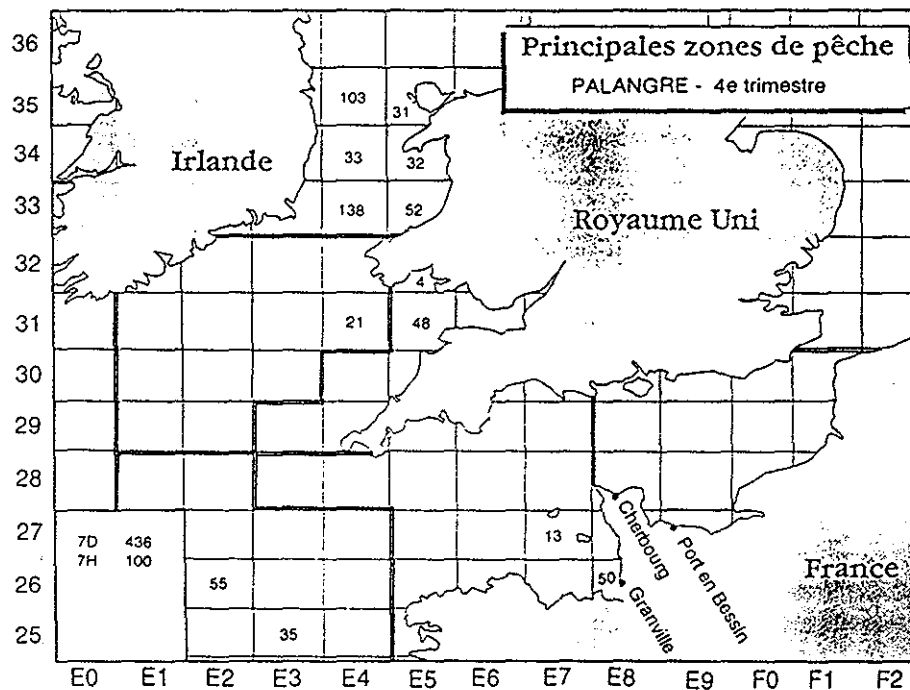 Principales zones de pêche
PALANGRE - 4e trimestre
36
35
103
31
34
Irlande
33
32
33
138
52
Royaume Uni
32
4
31
21
48
30
29
28
27
7D 436
13
Cherbourg
Port en Bessin
7H 100
26
55
50
Granville
France
25
35
E0 E1 E2 E3 E4 E5 E6 E7 E8 E9 F0 F1 F2